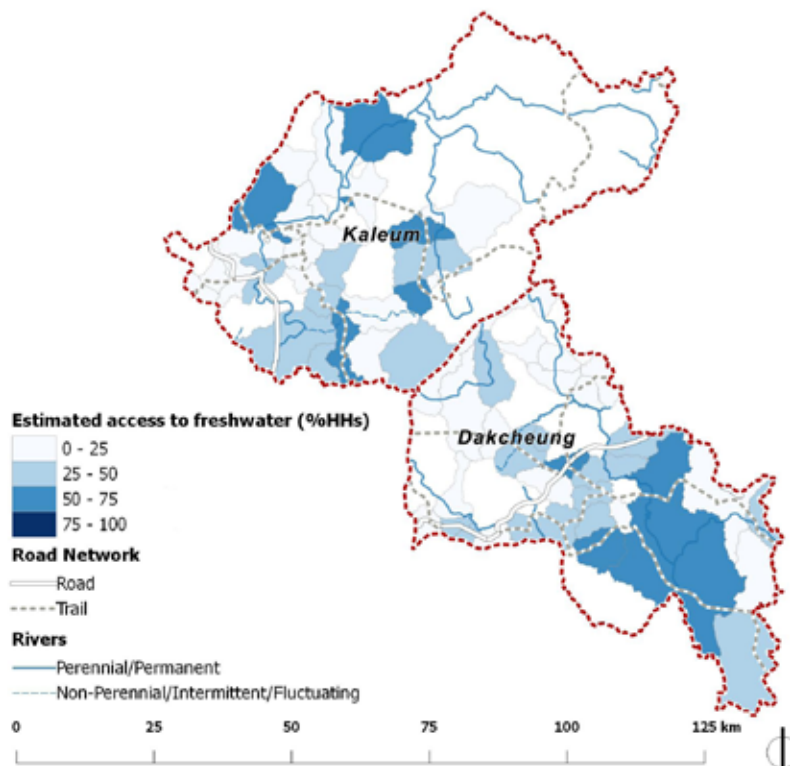 Kaleum
Dakcheung
Estimated access to freshwater (%HHs)
0 - 25
25 - 50
50 - 75
75 - 100
Road Network
Road
Trail
Rivers
Perennial/Permanent
Non-Perennial/Intermittent/Fluctuating
0 25 50 75 100 125 km